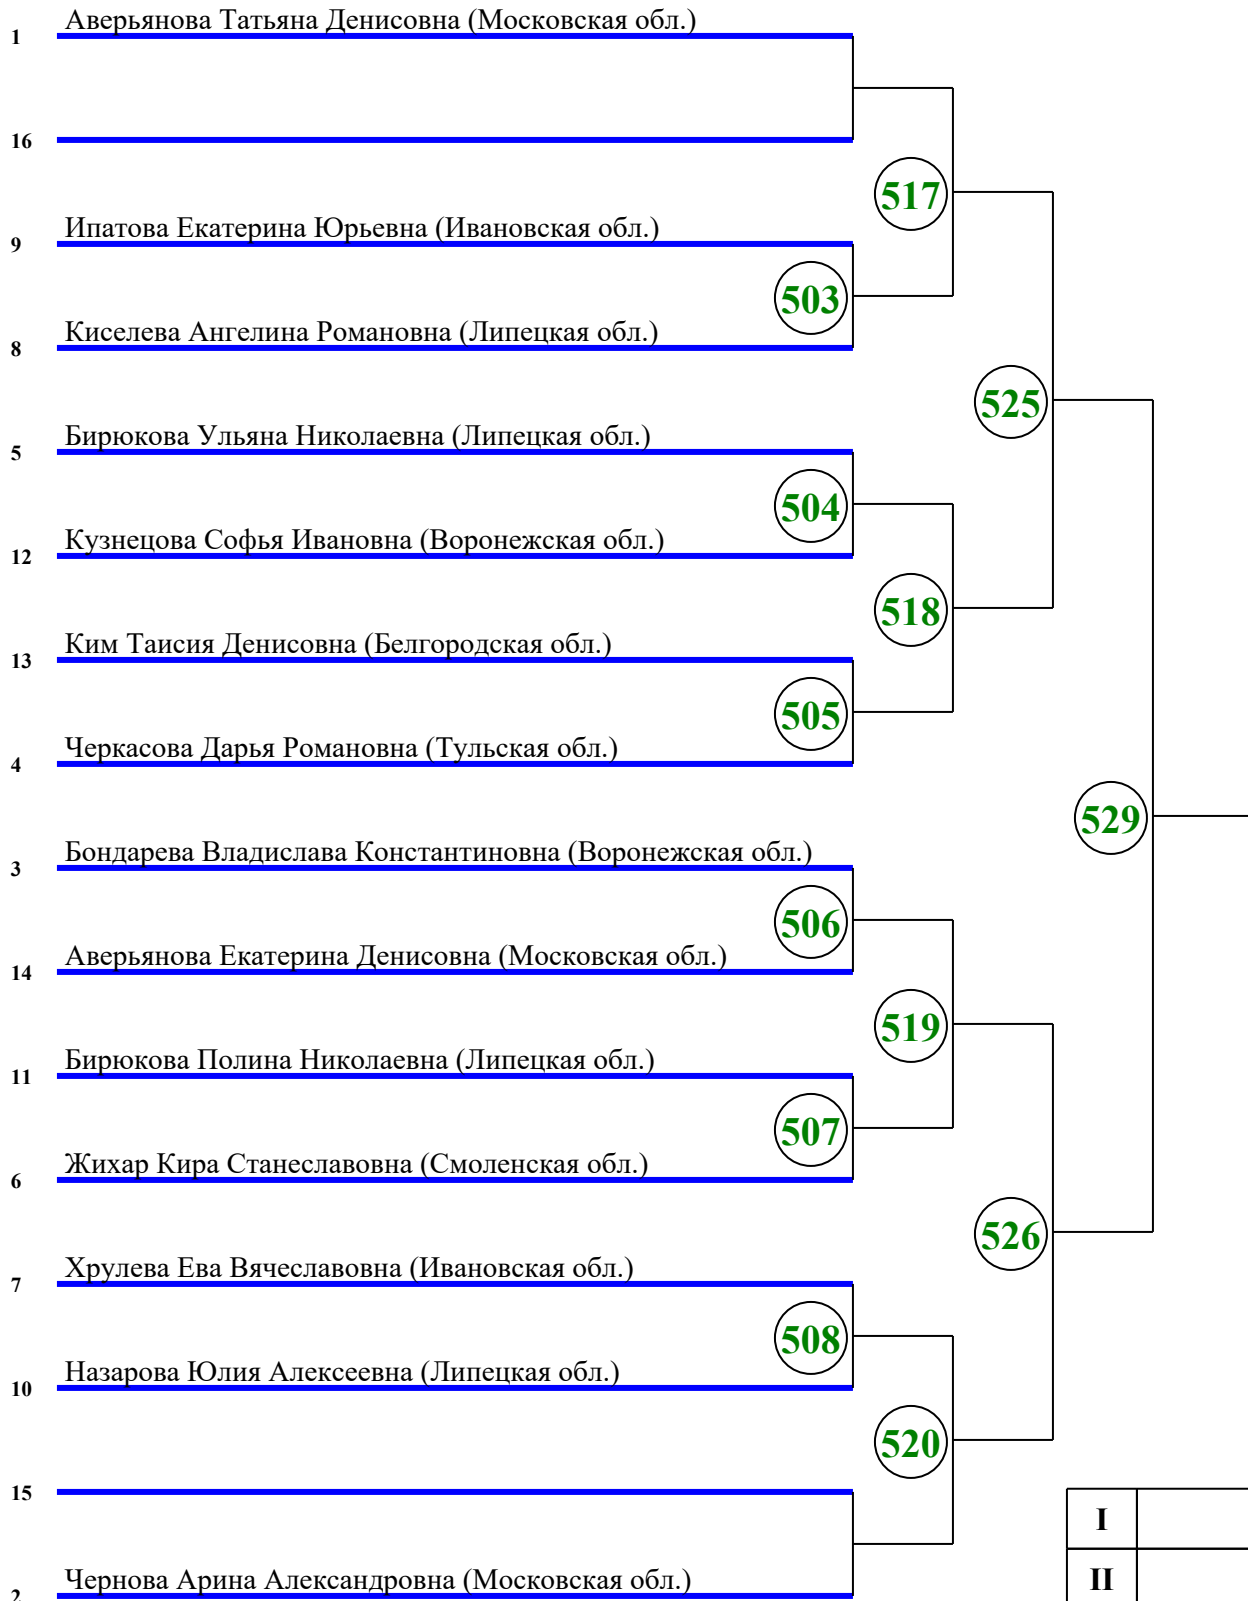 Аверьянова Татьяна Денисовна (Московская обл.)
1
16
517
Ипатова Екатерина Юрьевна (Ивановская обл.)
9
503
Киселева Ангелина Романовна (Липецкая обл.)
8
525
Бирюкова Ульяна Николаевна (Липецкая обл.)
5
504
Кузнецова Софья Ивановна (Воронежская обл.)
12
518
Ким Таисия Денисовна (Белгородская обл.)
13
505
Черкасова Дарья Романовна (Тульская обл.)
4
529
Бондарева Владислава Константиновна (Воронежская обл.)
3
506
Аверьянова Екатерина Денисовна (Московская обл.)
14
519
Бирюкова Полина Николаевна (Липецкая обл.)
11
507
Жихар Кира Станеславовна (Смоленская обл.)
6
526
Хрулева Ева Вячеславовна (Ивановская обл.)
7
508
Назарова Юлия Алексеевна (Липецкая обл.)
10
520
15
I
Чернова Арина Александровна (Московская обл.)
2
II